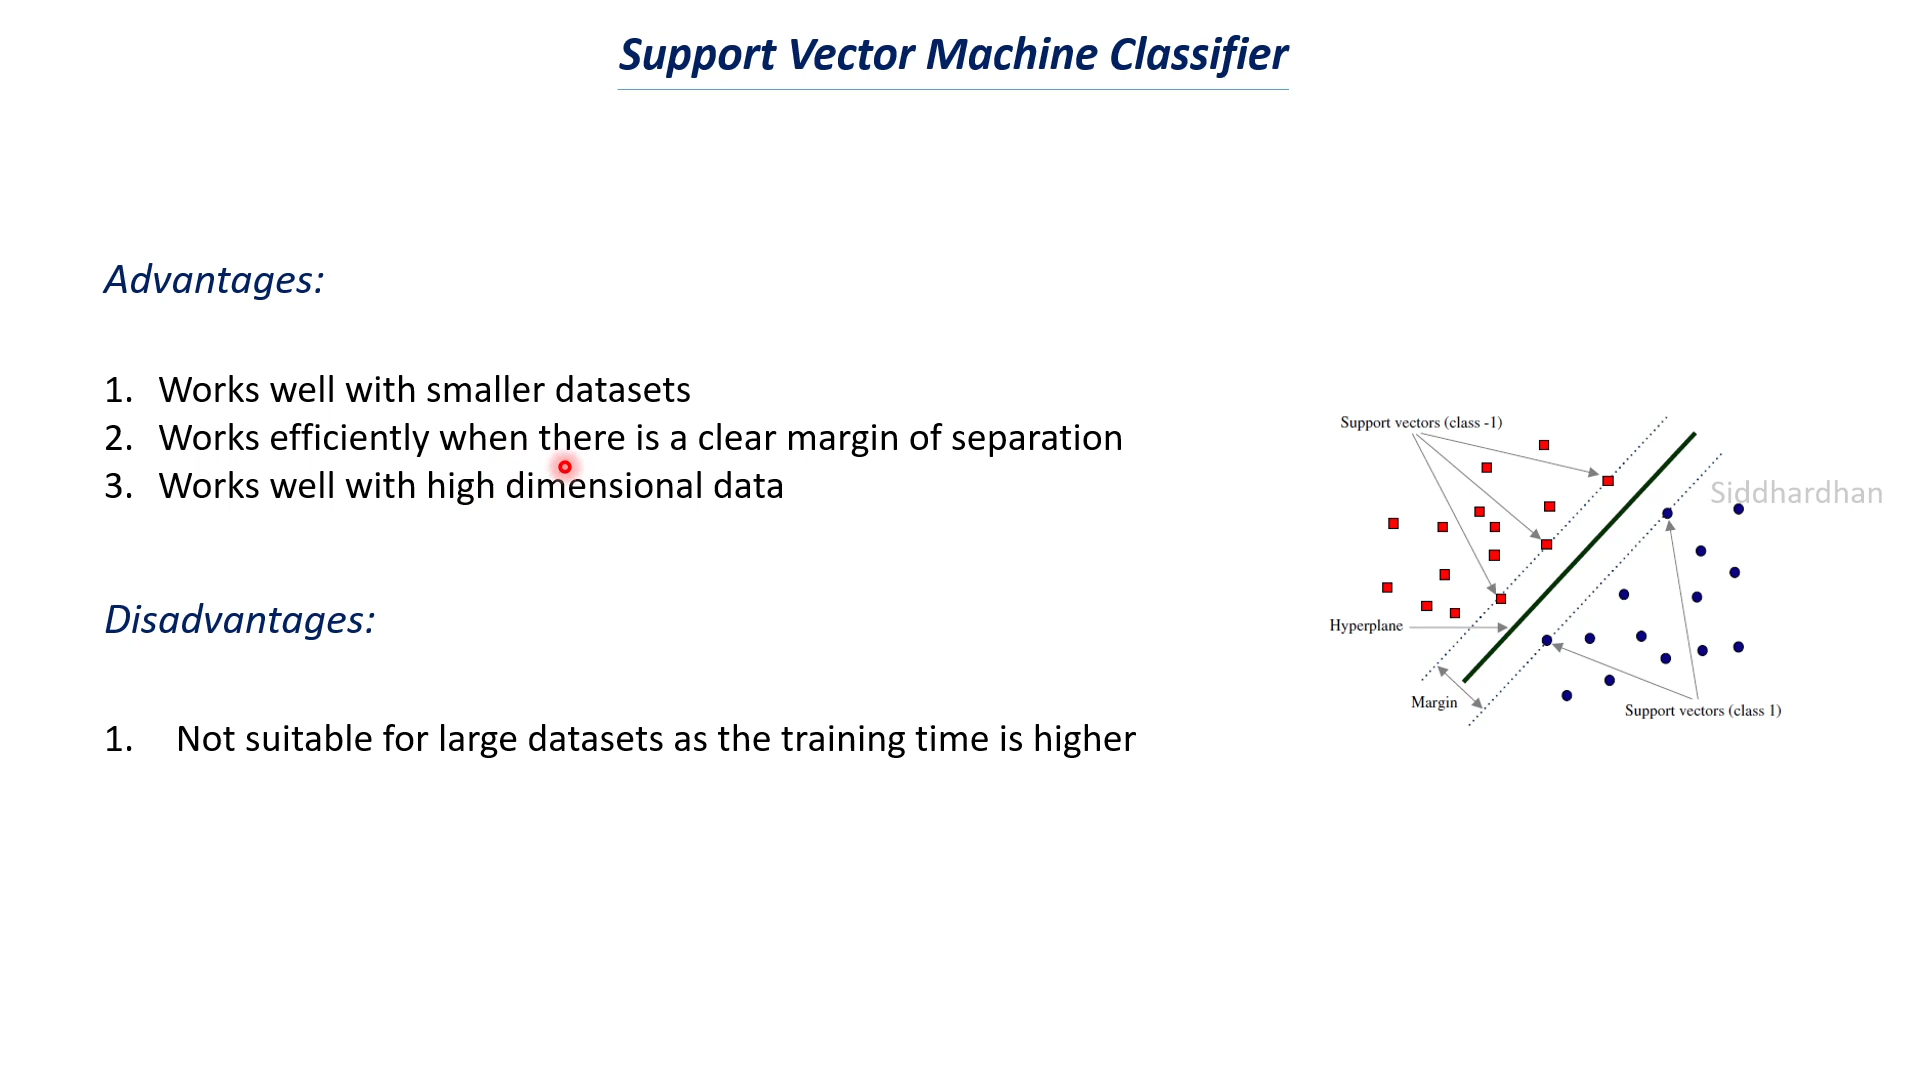 Support Vector Machine Classifier
Advantages:
1. Works well with smaller datasets
2. Works efficiently when there is a clear margin of separation
3. Works well with high dimensional data
Disadvantages:
1. Not suitable for large datasets as the training time is higher
Support vectors (class -1)
Siddhardhan
Hyperplane
Margin
Support vectors (class 1)